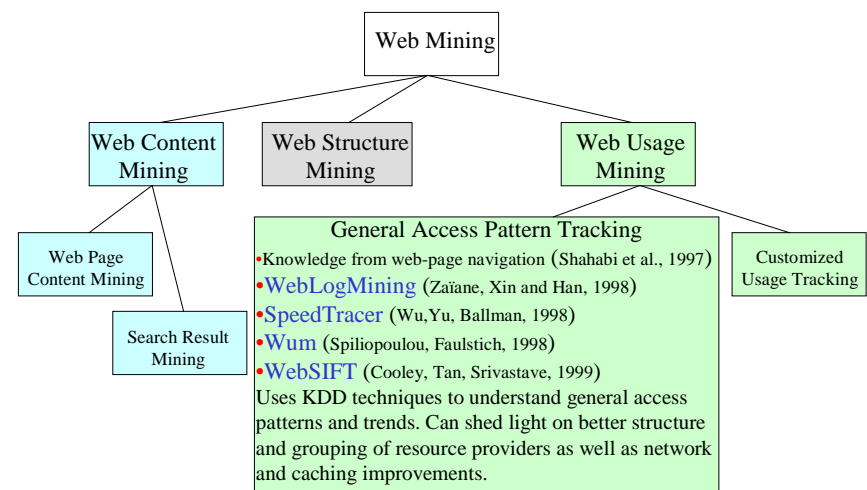 Web Mining
Web Content
Mining
Web Structure
Mining
Web Usage
Mining
Web Page
Content Mining
Search Result
Mining
General Access Pattern Tracking
•Knowledge from web-page navigation (Shahabi et al., 1997)
•WebLogMining (Zaïane, Xin and Han, 1998)
•SpeedTracer (Wu,Yu, Ballman, 1998)
•Wum (Spiliopoulou, Faulstich, 1998)
•WebSIFT (Cooley, Tan, Srivastave, 1999)
Uses KDD techniques to understand general access
patterns and trends. Can shed light on better structure
and grouping of resource providers as well as network
and caching improvements.
Customized
Usage Tracking